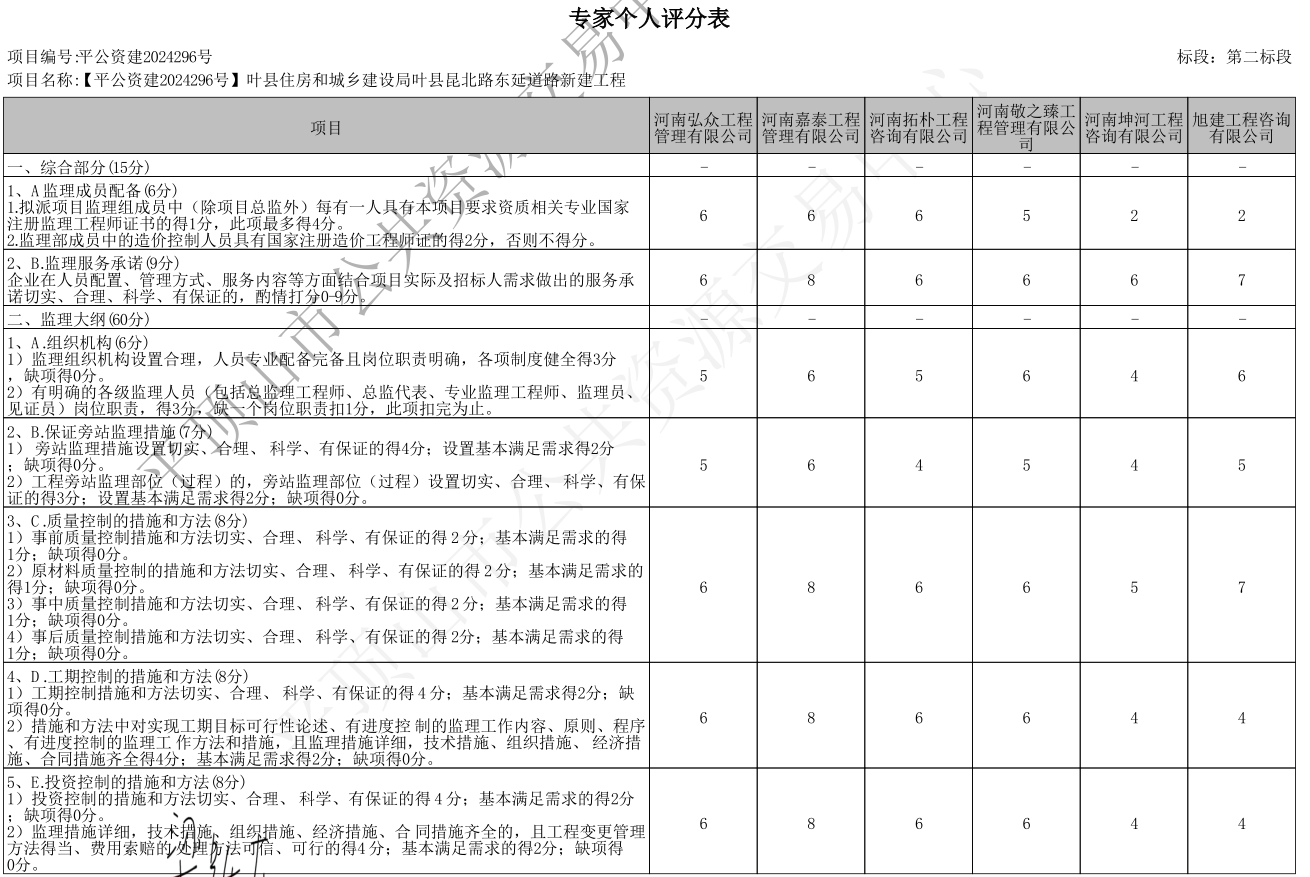 专家个人评分表
项目编号:平公资建2024296号
标段：第二标段
项目名称:【平公资建2024296号】叶县住房和城乡建设局叶县昆北路东延道路新建工程
项目
河南弘众工程
管理有限公司
河南嘉泰工程
管理有限公司
河南拓朴工程
咨询有限公司
河南敬之臻工
程管理有限公
司
河南坤河工程
咨询有限公司
旭建工程咨询
有限公司
一、综合部分(15分)
－ － － － － －
1、A 监理成员配备(6分)
1.拟派项目监理组成员中（除项目总监外）每有一人具有本项目要求资质相关专业国家
注册监理工程师证书的得1分，此项最多得4分。
2.监理部成员中的造价控制人员具有国家注册造价工程师证的得2分，否则不得分。
6 6 6 5 2 2
2、B.监理服务承诺(9分)
企业在人员配置、管理方式、服务内容等方面结合项目实际及招标人需求做出的服务承
诺切实、合理、科学、有保证的，酌情打分0-9分。
6 8 6 6 6 7
二、监理大纲(60分)
－ － － － － －
1、A.组织机构(6分)
1）监理组织机构设置合理，人员专业配备完备且岗位职责明确，各项制度健全得3分
，缺项得0分。
2）有明确的各级监理人员（包括总监理工程师、总监代表、专业监理工程师、监理员、
见证员）岗位职责，得3分，缺一个岗位职责扣1分，此项扣完为止。
5 6 5 6 4 6
2、B.保证旁站监理措施(7分)
1） 旁站监理措施设置切实、合理、 科学、有保证的得4分；设置基本满足需求得2分
；缺项得0分。
2）工程旁站监理部位（过程）的，旁站监理部位（过程）设置切实、合理、 科学、有保
证的得3分；设置基本满足需求得2分；缺项得0分。
5 6 4 5 4 5
3、C.质量控制的措施和方法(8分)
1）事前质量控制措施和方法切实、合理、 科学、有保证的得 2 分；基本满足需求的得
1分；缺项得0分。
2）原材料质量控制的措施和方法切实、合理、 科学、有保证的得 2 分；基本满足需求的
得1分；缺项得0分。
3）事中质量控制措施和方法切实、合理、 科学、有保证的得 2 分；基本满足需求的得
1分；缺项得0分。
4）事后质量控制措施和方法切实、合理、 科学、有保证的得 2分；基本满足需求的得
1分；缺项得0分。
6 8 6 6 5 7
4、D.工期控制的措施和方法(8分)
1）工期控制措施和方法切实、合理、 科学、有保证的得 4 分；基本满足需求得2分；缺
项得0分。
2）措施和方法中对实现工期目标可行性论述、有进度控 制的监理工作内容、原则、程序
、有进度控制的监理工 作方法和措施，且监理措施详细，技术措施、组织措施、 经济措
施、合同措施齐全得4分；基本满足需求得2分；缺项得0分。
6 8 6 6 4 4
5、E.投资控制的措施和方法(8分)
1）投资控制的措施和方法切实、合理、 科学、有保证的得 4 分；基本满足需求的得2分
；缺项得0分。
2）监理措施详细，技术措施、组织措施、经济措施、合 同措施齐全的，且工程变更管理
方法得当、费用索赔的 处理方法可信、可行的得4 分；基本满足需求的得2分；缺项得
0分。
6 8 6 6 4 4
平顶山市公共资源交易中
平顶山市公共资源交易中心